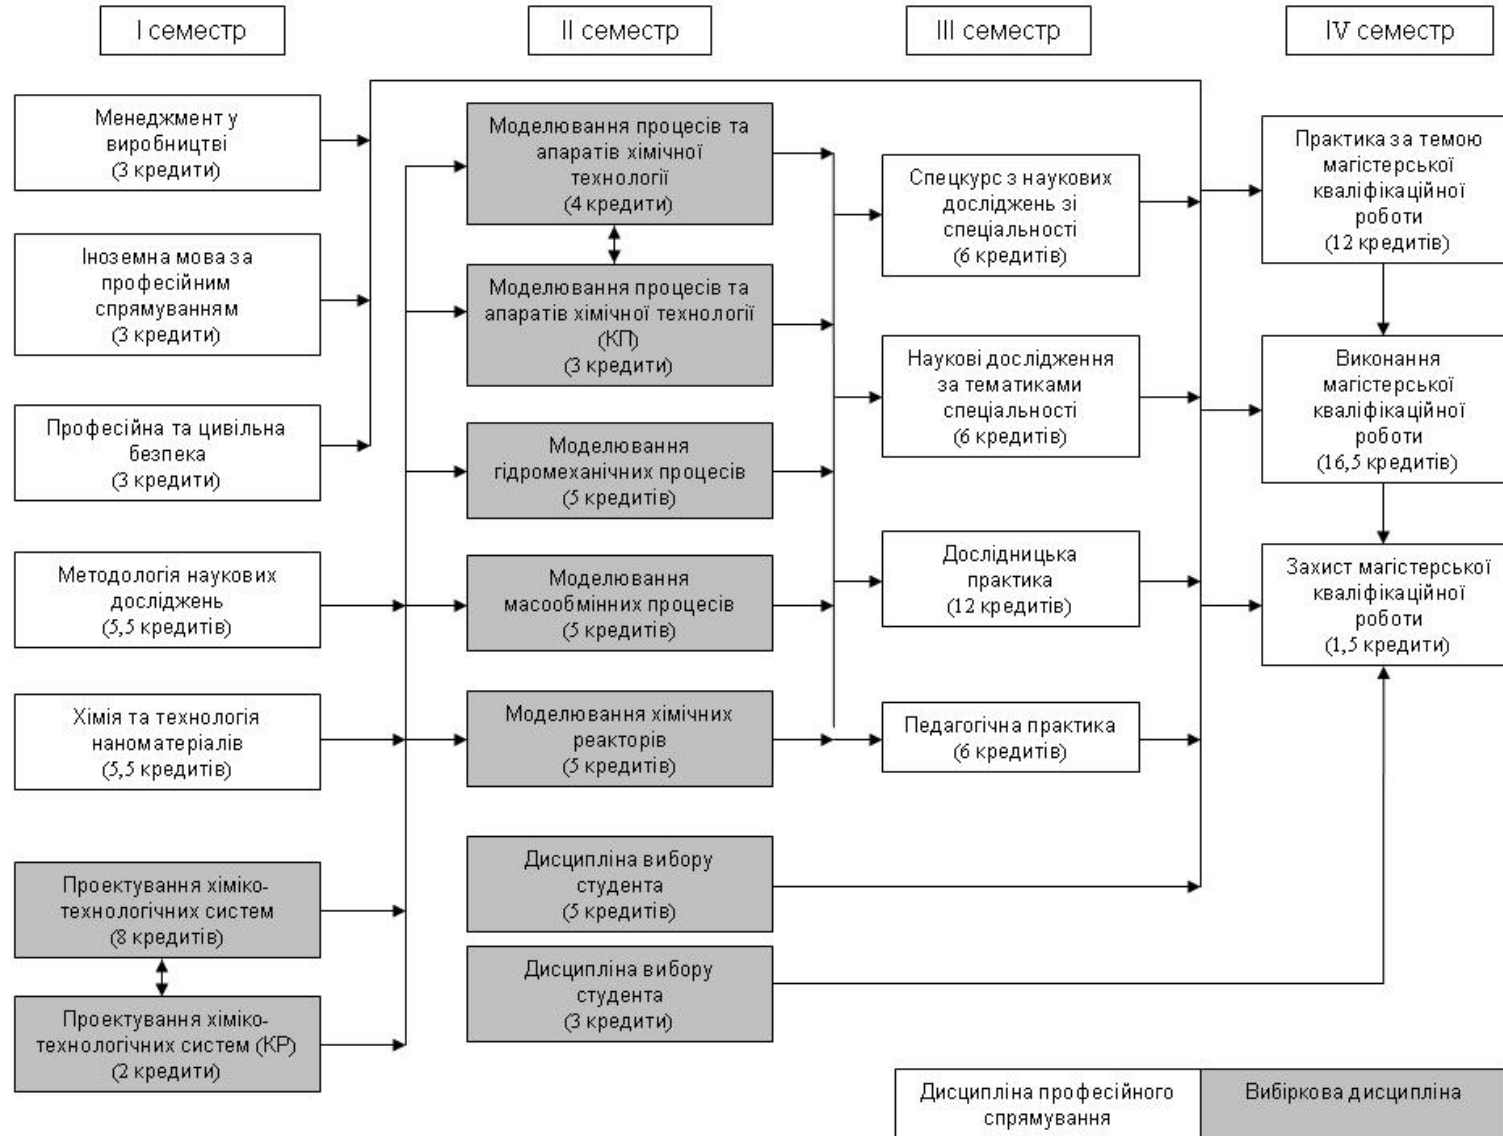 I семестр
II семестр
III семестр
IV семестр
Менеджмент у
виробництві
(3 кредити)
Іноземна мова за
професійним
спрямуванням
(3 кредити)
Професійна та цивільна
безпека
(3 кредити)
Методологія наукових
досліджень
(5,5 кредитів)
Хімія та технологія
наноматеріалів
(5,5 кредитів)
Проектування хіміко-
технологічних систем
(8 кредитів)
Проектування хіміко-
технологічних систем (КР)
(2 кредити)
Моделювання процесів та
апаратів хімічної
технології
(4 кредити)
Моделювання процесів та
апаратів хімічної технології
(КП)
(3 кредити)
Моделювання
гідромеханічних процесів
(5 кредитів)
Моделювання
масообмінних процесів
(5 кредитів)
Моделювання хімічних
реакторів
(5 кредитів)
Дисципліна вибору
студента
(5 кредитів)
Дисципліна вибору
студента
(3 кредити)
Спецкурс з наукових
досліджень зі
спеціальності
(6 кредитів)
Наукові дослідження
за тематиками
спеціальності
(6 кредитів)
Дослідницька
практика
(12 кредитів)
Педагогічна практика
(6 кредитів)
Практика за темою
магістерської
кваліфікаційної
роботи
(12 кредитів)
Виконання
магістерської
кваліфікаційної
роботи
(16,5 кредитів)
Захист магістерської
кваліфікаційної
роботи
(1,5 кредити)
Дисципліна професійного
спрямування
Вибіркова дисципліна